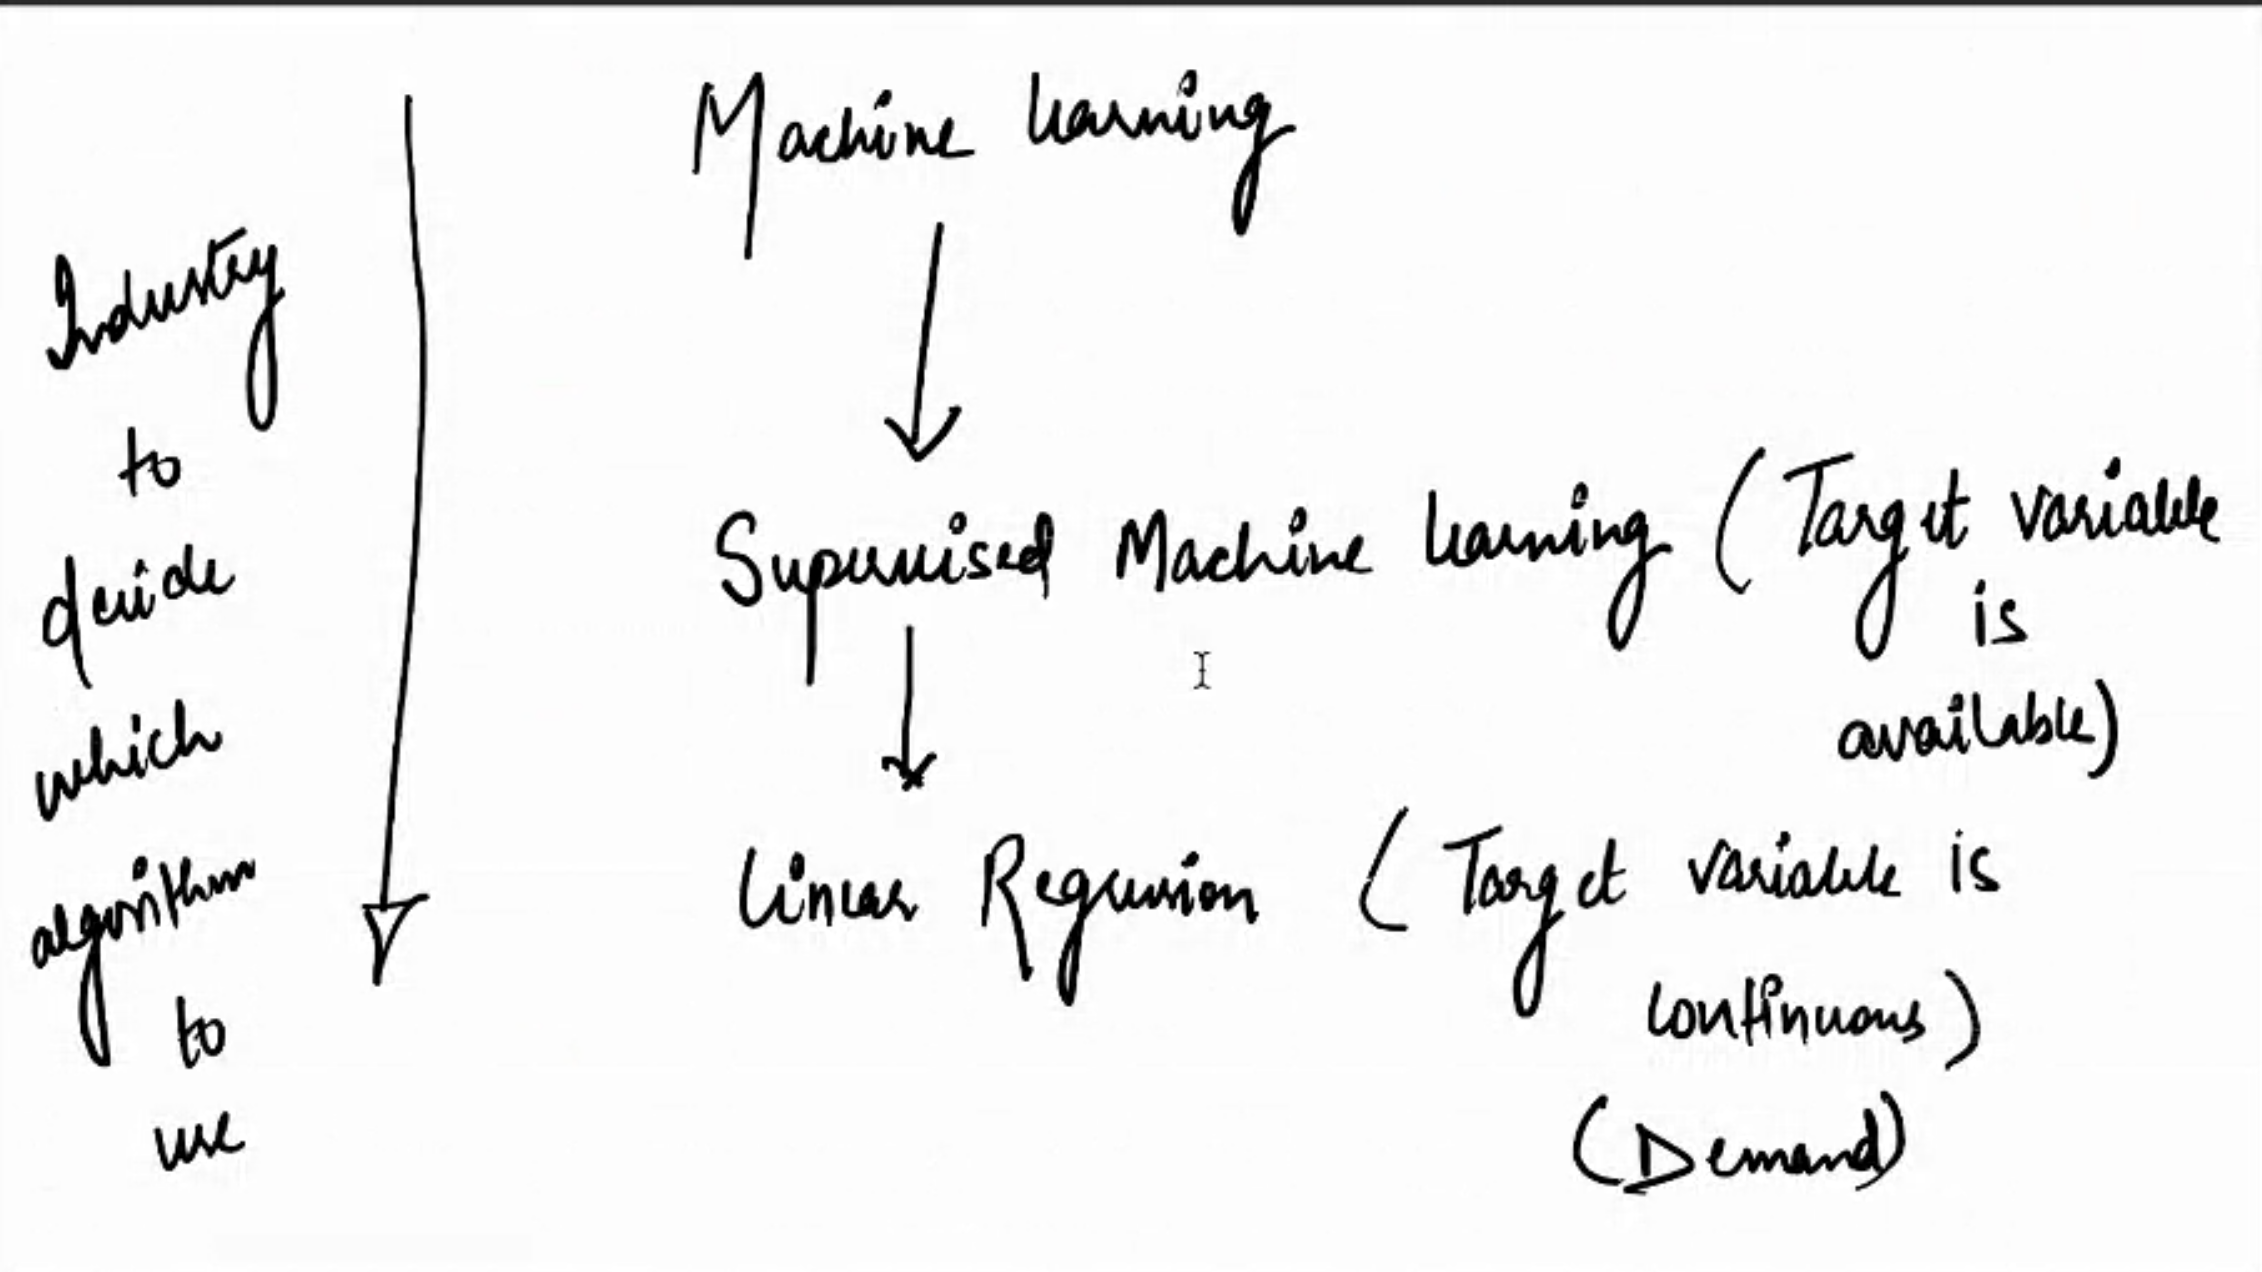 Machine learning
Industry
to
decide
which
algorithm
to
use
Supervised Machine learning (Target variable
is
available)
Linear Regression (Target variable is
continuous)
(Demand)